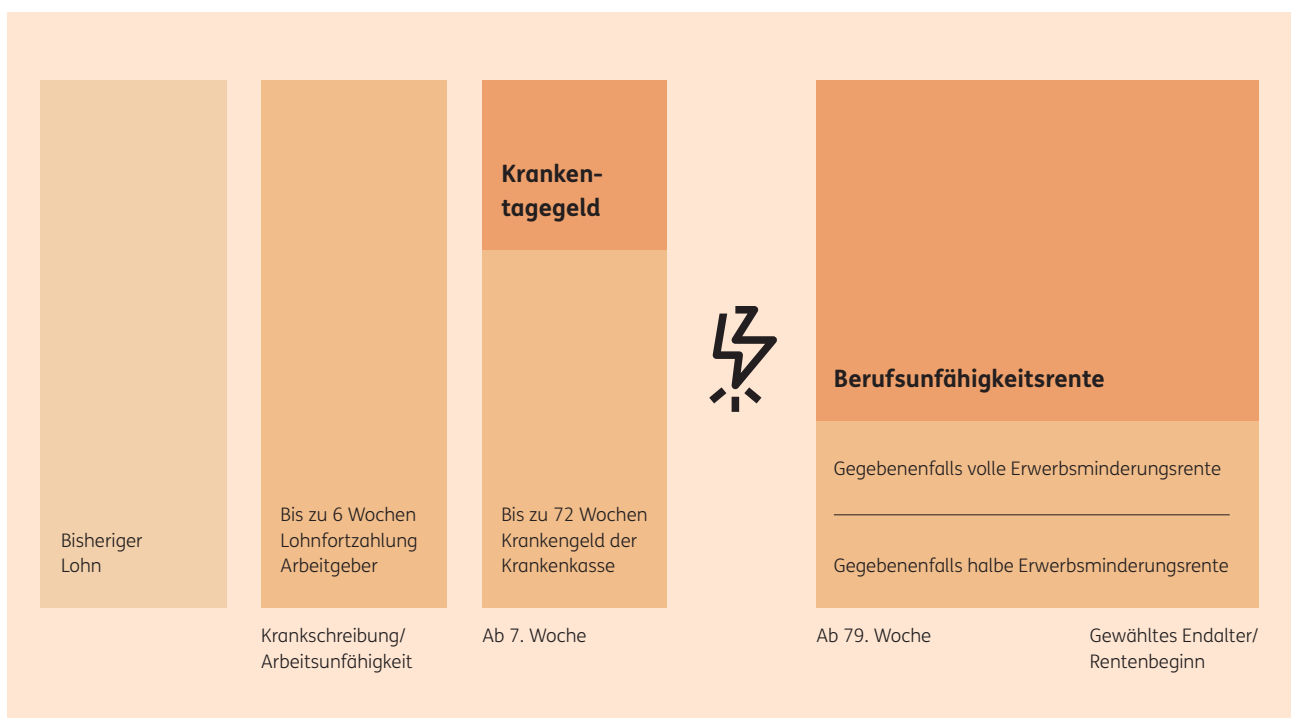 Bisheriger
Lohn
Bis zu 6 Wochen
Lohnfortzahlung
Arbeitgeber
Krankschreibung/
Arbeitsunfähigkeit
Kranken-
tagegeld
Bis zu 72 Wochen
Krankengeld der
Krankenkasse
Ab 7. Woche
Berufsunfähigkeitsrente
Gegebenenfalls volle Erwerbsminderungsrente
Gegebenenfalls halbe Erwerbsminderungsrente
Ab 79. Woche
Gewähltes Endalter/
Rentenbeginn